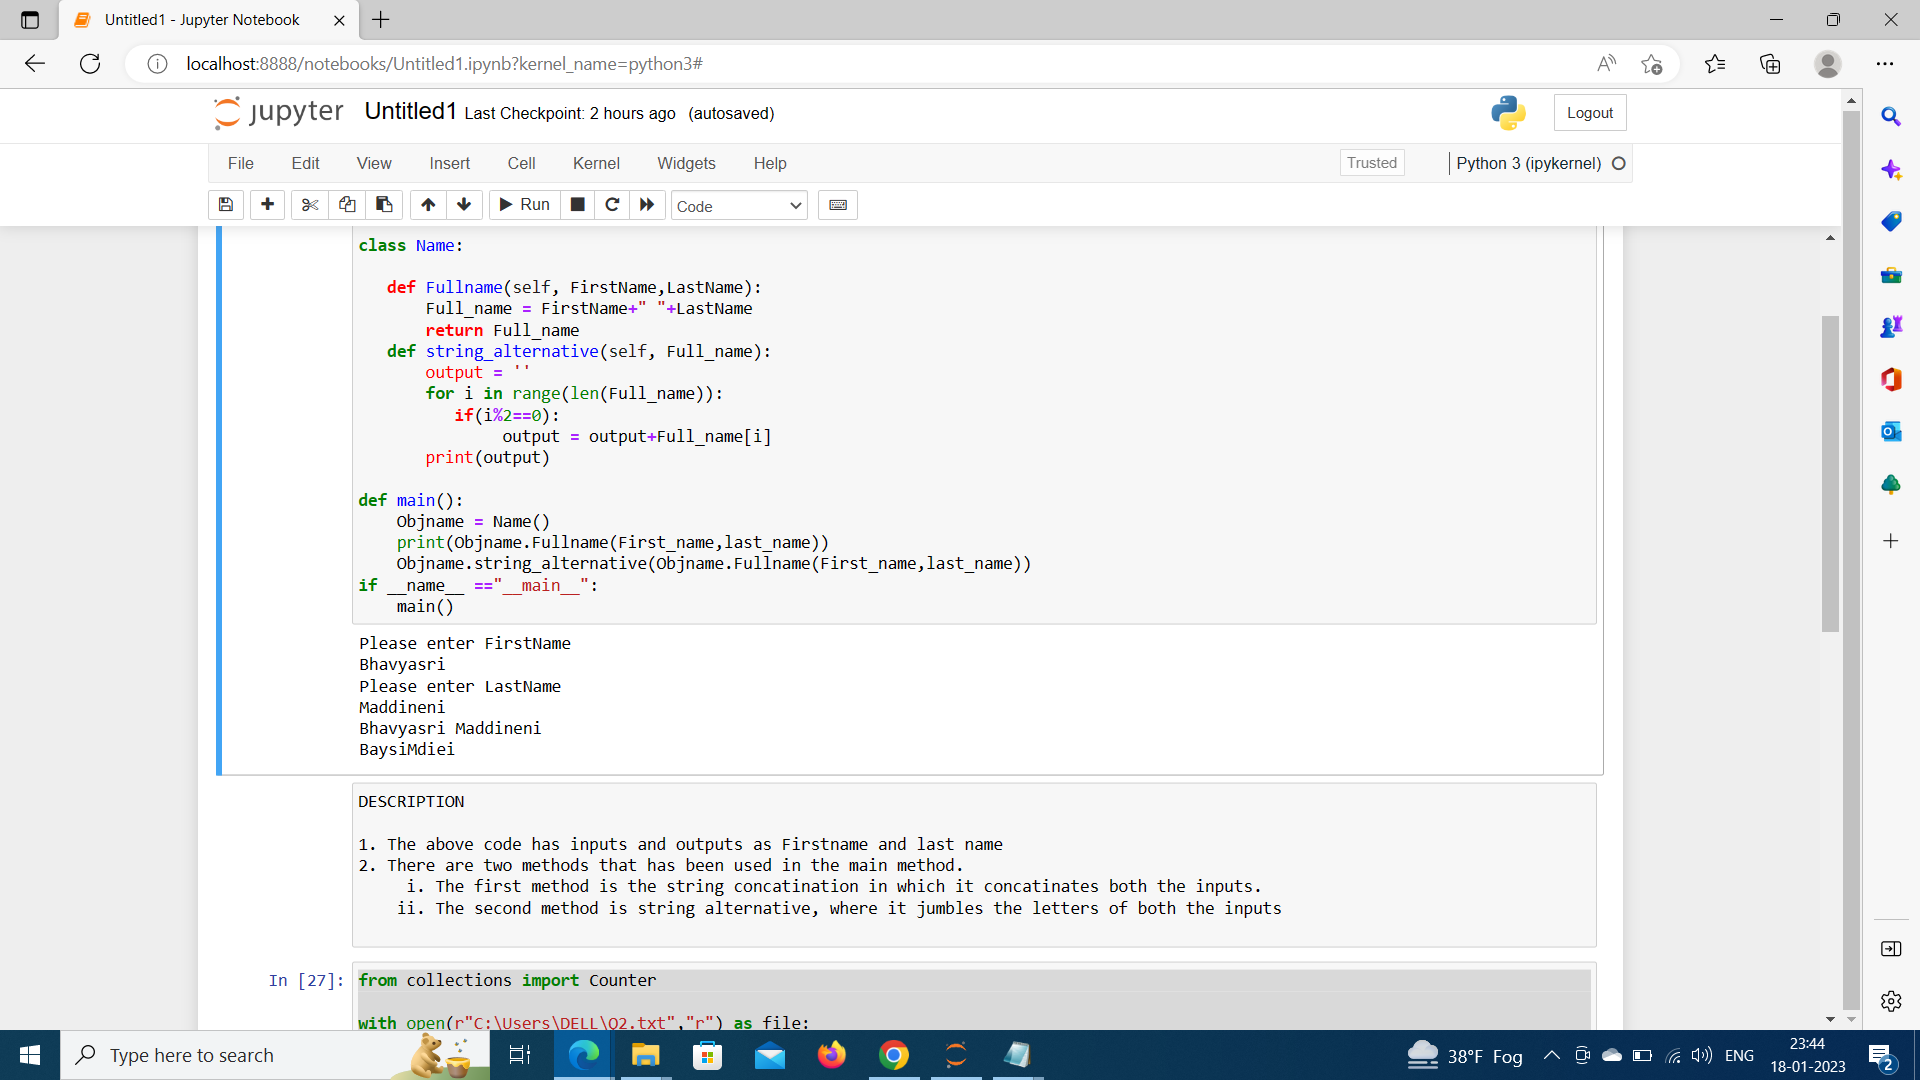 Untitled1 - Jupyter Notebook
localhost:8888/notebooks/Untitled1.ipynb?kernel_name=python3#
jupyter Untitled1 Last Checkpoint: 2 hours ago (autosaved)
Logout
File Edit View Insert Cell Kernel Widgets Help
Trusted Python 3 (ipykernel)
Run Code
class Name:
def Fullname(self, FirstName,LastName):
Full_name = FirstName+" "+LastName
return Full_name
def string_alternative(self, Full_name):
output = ''
for i in range(len(Full_name)):
if(i%2==0):
output = output+Full_name[i]
print(output)
def main():
Objname = Name()
print(Objname.Fullname(First_name,last_name))
Objname.string_alternative(Objname.Fullname(First_name,last_name))
if __name__ =="__main__":
main()
Please enter FirstName
Bhavyasri
Please enter LastName
Maddineni
Bhavyasri Maddineni
BaysiMdiei
DESCRIPTION
1. The above code has inputs and outputs as Firstname and last name
2. There are two methods that has been used in the main method.
i. The first method is the string concatination in which it concatinates both the inputs.
ii. The second method is string alternative, where it jumbles the letters of both the inputs
In [27]: from collections import Counter
with open(r"C:\Users\DELL\Q2.txt","r") as file:
Type here to search
38°F Fog
ENG
23:44
18-01-2023
2